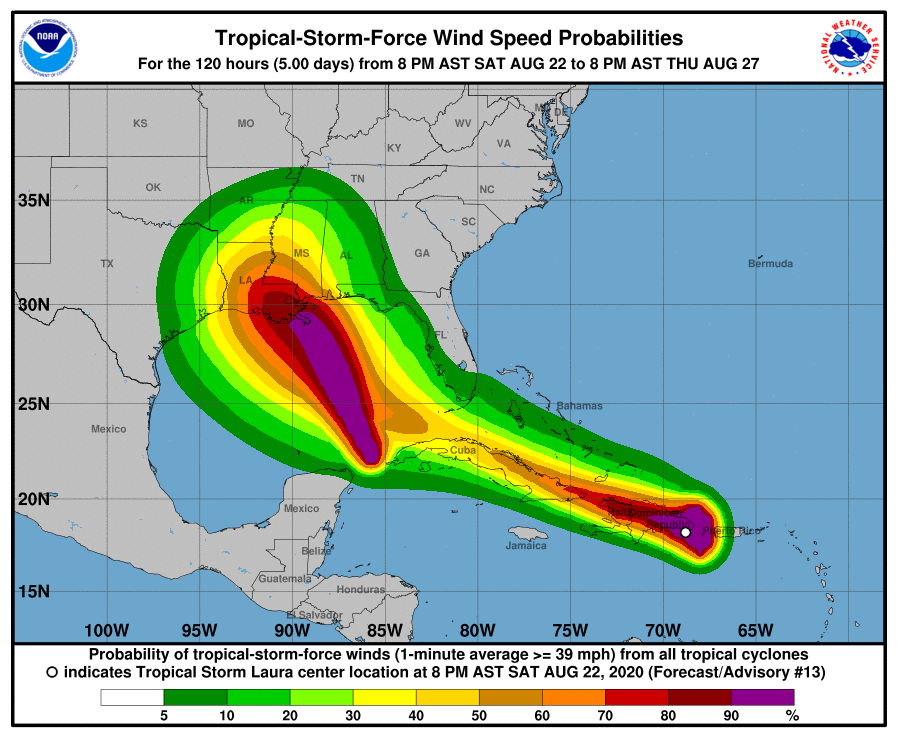 Tropical-Storm-Force Wind Speed Probabilities
For the 120 hours (5.00 days) from 8 PM AST SAT AUG 22 to 8 PM AST THU AUG 27
NOAA
NATIONAL WEATHER SERVICE
KS
MO
WV
VA
DE
KY
OK
TN
NC
35N
AR
SC
TX
MS
AL
GA
Bermuda
LA
30N
FL
25N
Bahamas
Mexico
Cuba
20N
Mexico
Haiti
Dominican
Republic
Puerto Rico
Jamaica
Belize
Guatemala
Honduras
15N
El Salvador
100W 95W 90W 85W 80W 75W 70W 65W
Probability of tropical-storm-force winds (1-minute average >= 39 mph) from all tropical cyclones
indicates Tropical Storm Laura center location at 8 PM AST SAT AUG 22, 2020 (Forecast/Advisory #13)
5 10 20 30 40 50 60 70 80 90 %